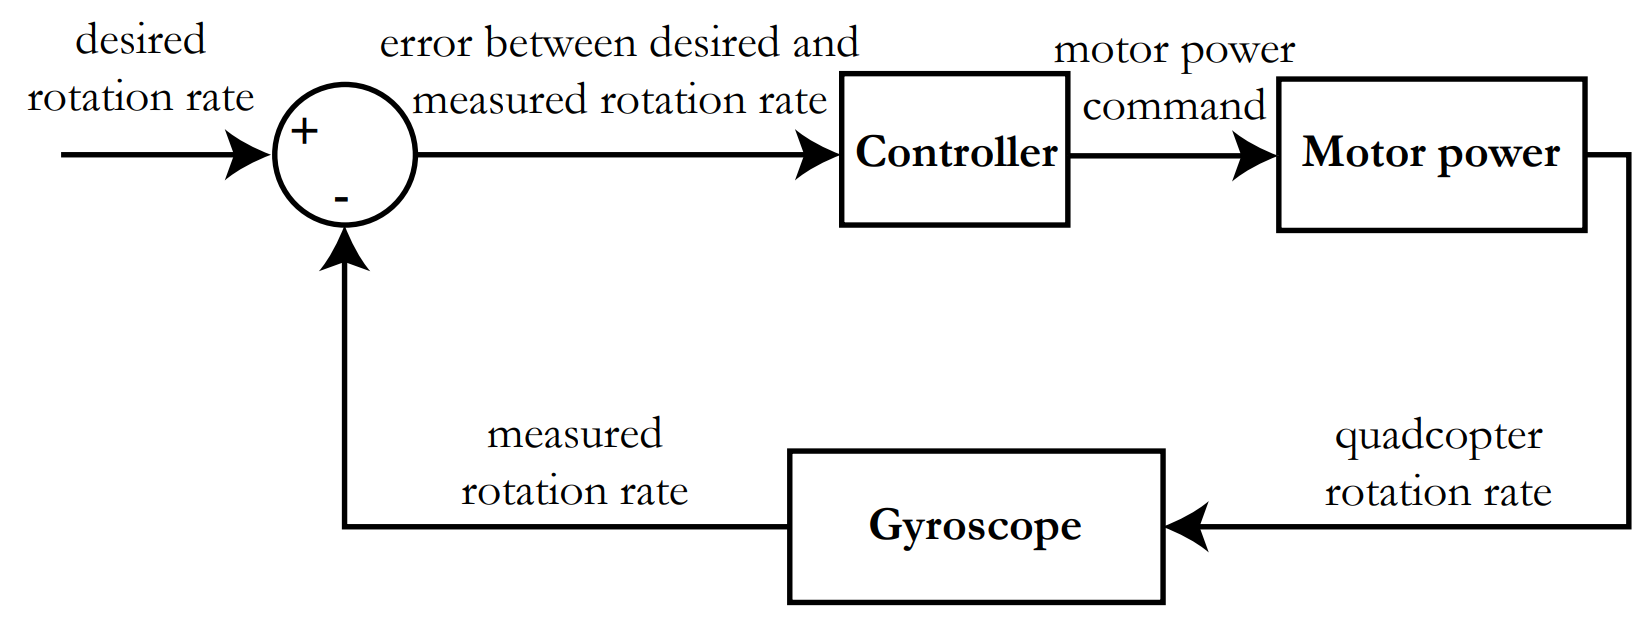 desired
rotation rate
error between desired and
measured rotation rate
motor power
command
+
-
Controller
Motor power
measured
rotation rate
Gyroscope
quadcopter
rotation rate